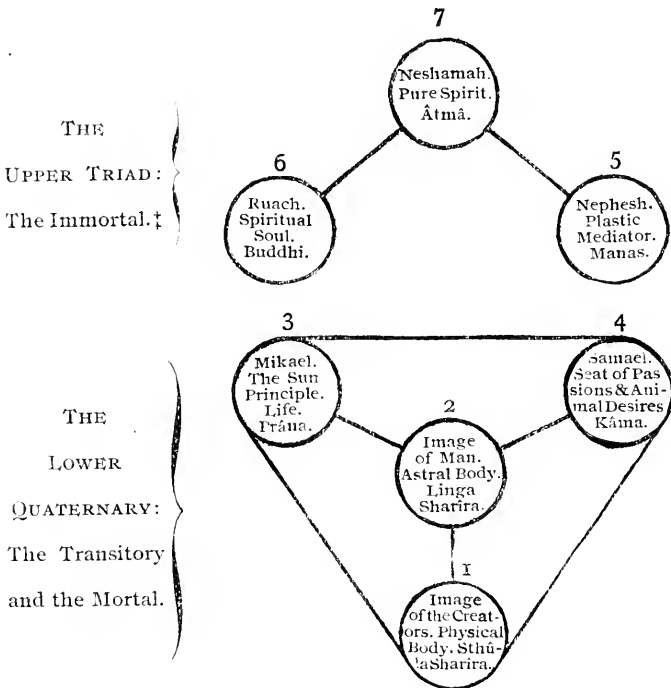 7
Neshamah.
Pure Spirit.
Âtmâ.
THE
UPPER TRIAD:
The Immortal.‡
6
Ruach.
Spiritual
Soul.
Buddhi.
5
Nephesh.
Plastic
Mediator.
Manas.
3
Mikael.
The Sun
Principle.
Life.
Prâna.
4
Samael.
Seat of Pas
sions & Ani-
mal Desires
Kâma.
THE
LOWER
QUATERNARY:
The Transitory
and the Mortal.
2
Image
of Man.
Astral Body.
Linga
Sharîra.
1
Image
of the Creat-
ors. Physical
Body. Sthû-
la Sharîra.